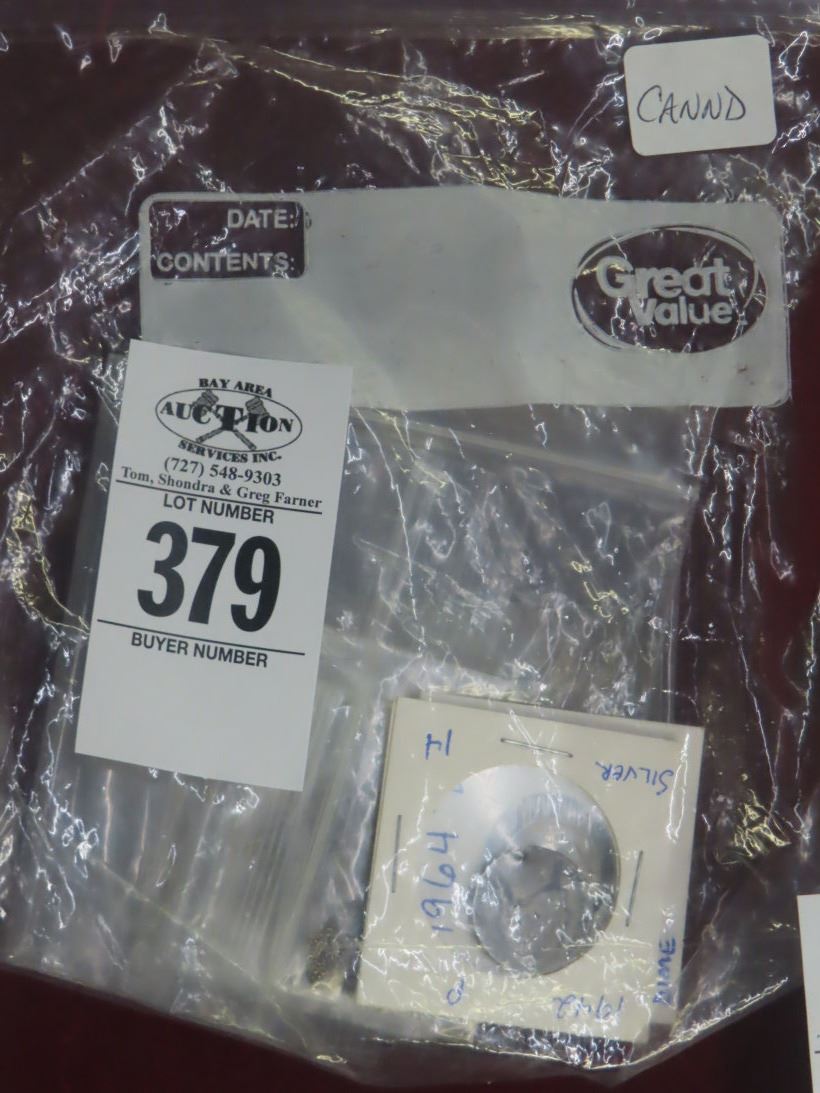 CANND
DATE:
CONTENTS:
Great
Value
BAY AREA
AUCTION
SERVICES INC.
(727) 548-9303
Tom, Shondra & Greg Farner
LOT NUMBER
379
BUYER NUMBER
SILVER
1964
1942
DIME